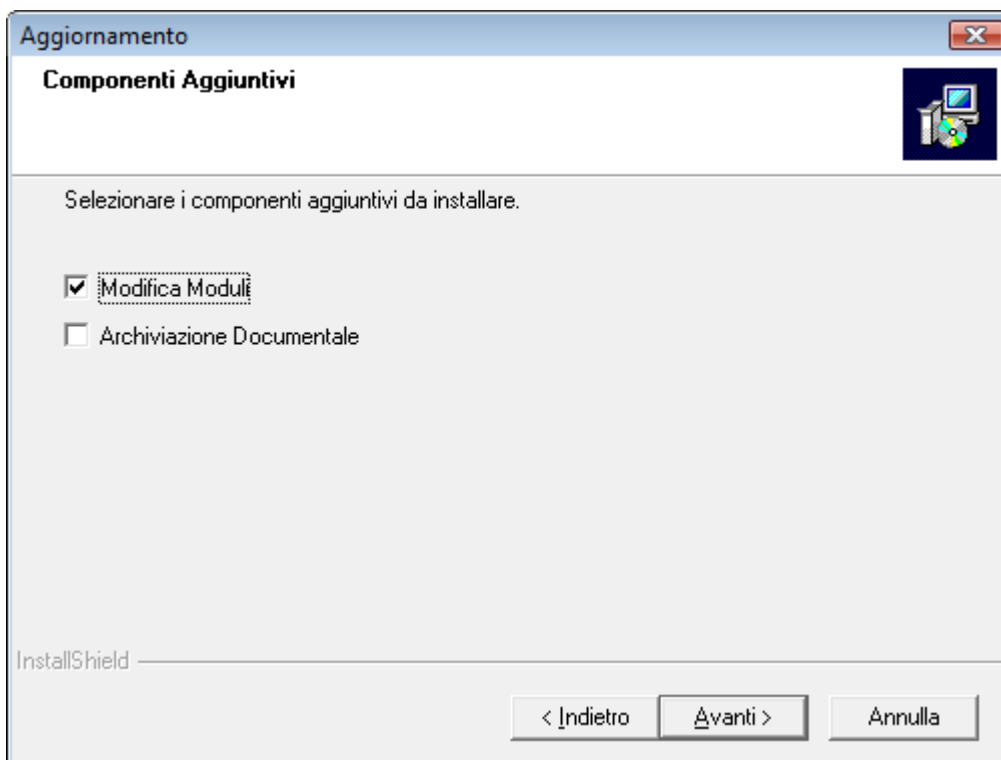 Aggiornamento
Componenti Aggiuntivi
Selezionare i componenti aggiuntivi da installare.
Modifica Moduli
Archiviazione Documentale
InstallShield
< Indietro
Avanti >
Annulla